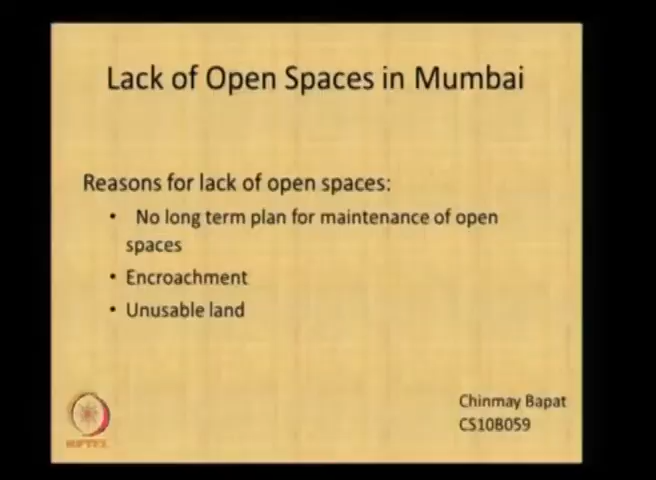 Lack of Open Spaces in Mumbai
Reasons for lack of open spaces:
• No long term plan for maintenance of open
spaces
• Encroachment
• Unusable land
Chinmay Bapat
CS10B059
NPTEL